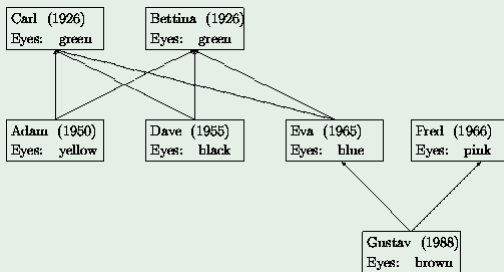 Carl (1926)
Eyes: green
Bettina (1926)
Eyes: green
Adam (1950)
Eyes: yellow
Dave (1955)
Eyes: black
Eva (1965)
Eyes: blue
Fred (1966)
Eyes: pink
Gustav (1988)
Eyes: brown